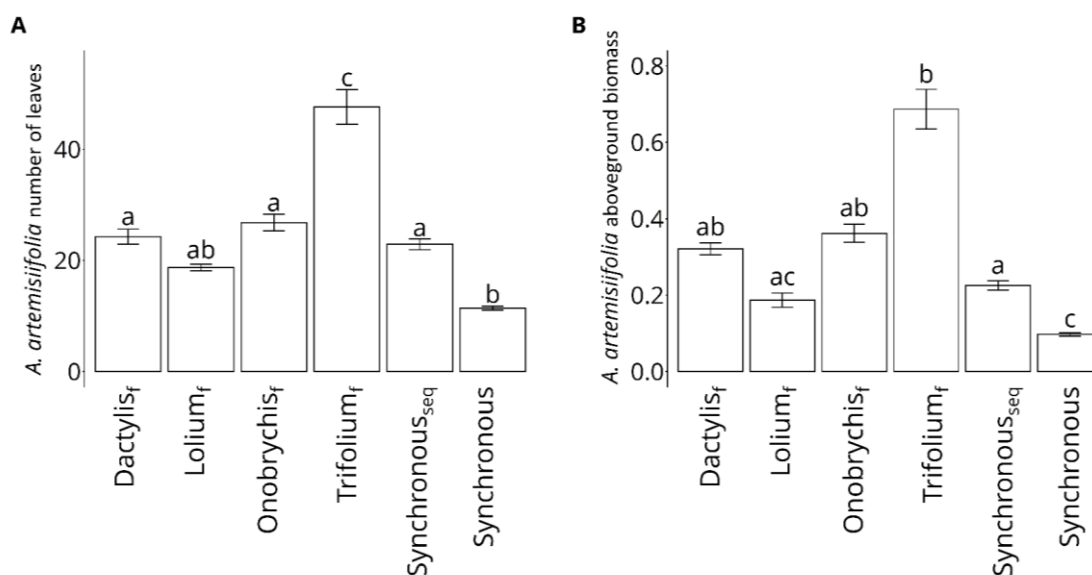 A
A. artemisiifolia number of leaves
40
20
0
a
ab
a
c
a
b
Dactylisf
Loliumf
Onobrychisf
Trifoliumf
Synchronousseq
Synchronous
B
A. artemisiifolia aboveground biomass
0.8
0.6
0.4
0.2
0.0
ab
ac
ab
b
a
c
Dactylisf
Loliumf
Onobrychisf
Trifoliumf
Synchronousseq
Synchronous